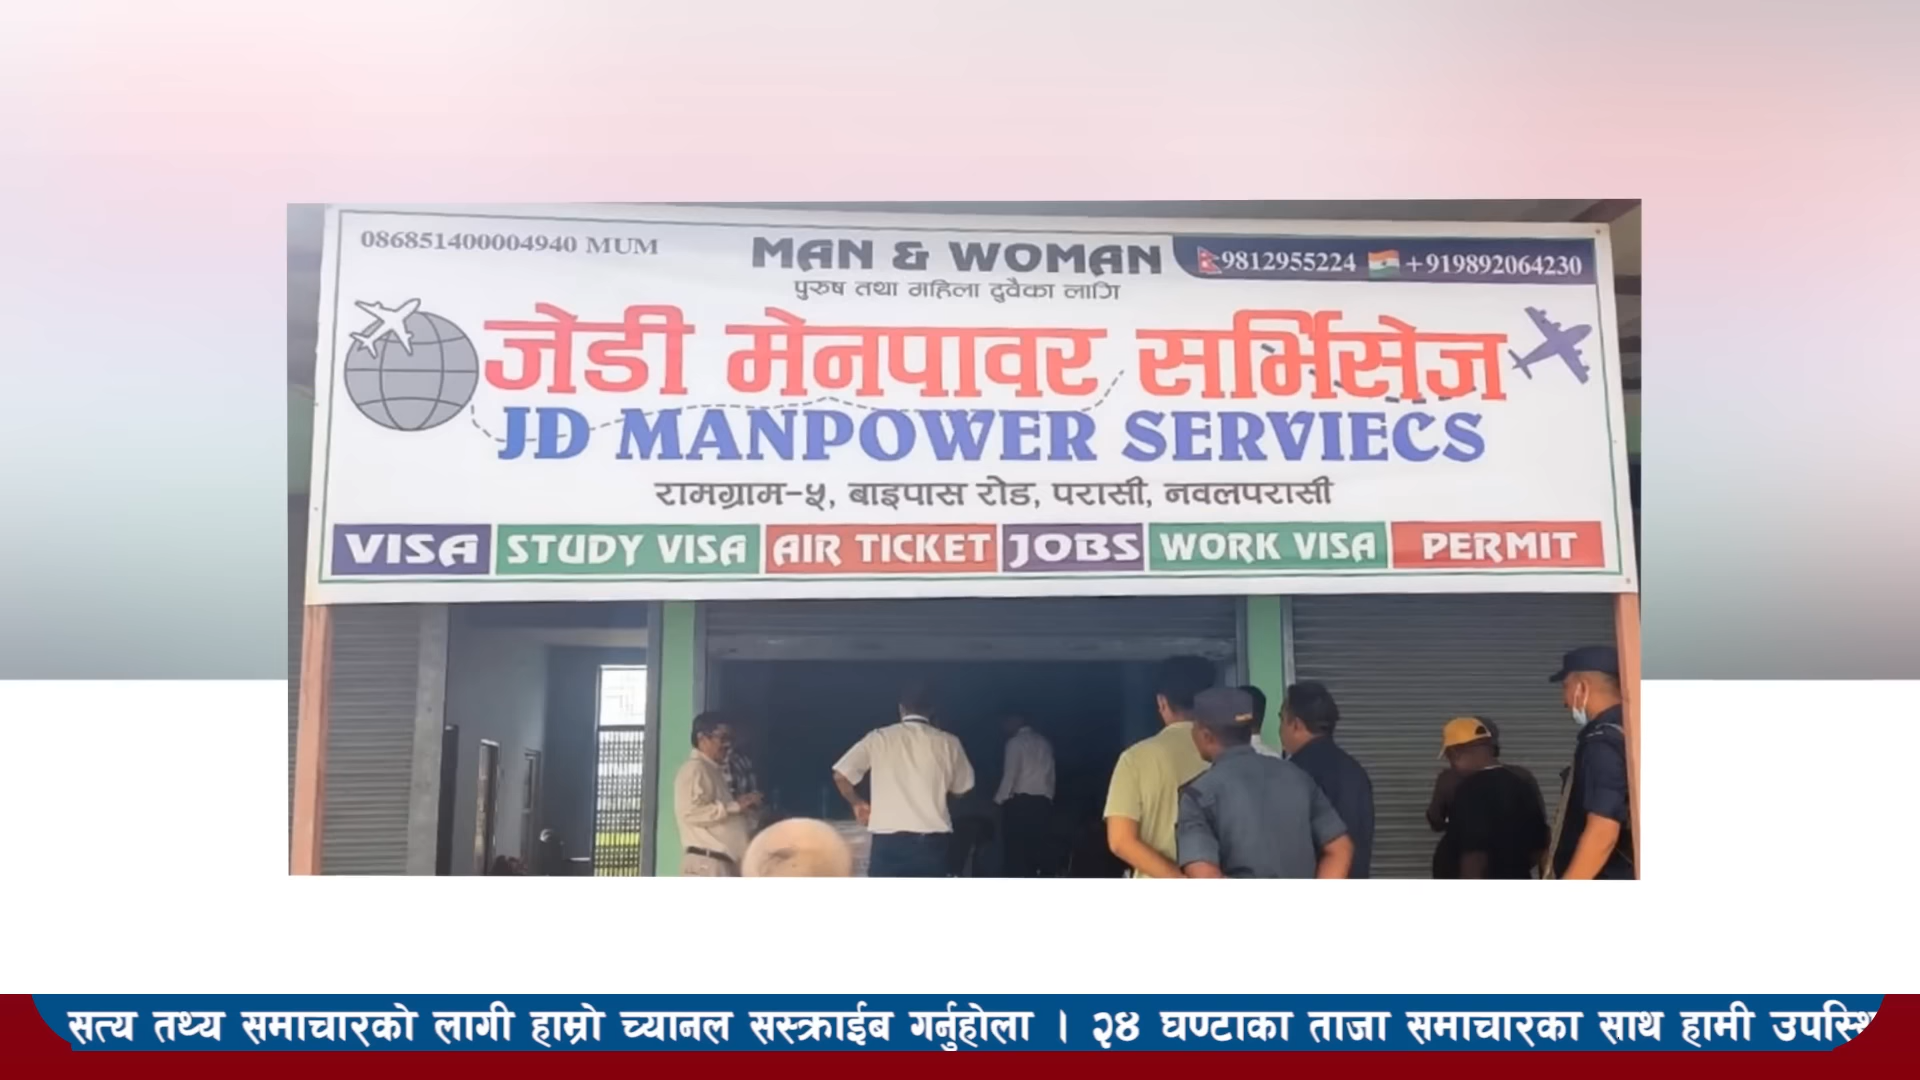 086851400004940 MUM
MAN & WOMAN
9812955224 +919892064230
पुरुष तथा महिला दुवैका लागि
जेडी मेनपावर सर्भिसेज
JD MANPOWER SERVIECS
रामग्राम-५, बाइपास रोड, परासी, नवलपरासी
VISA STUDY VISA AIR TICKET JOBS WORK VISA PERMIT
सत्य तथ्य समाचारको लागी हाम्रो च्यानल सस्क्राईब गर्नुहोला । २४ घण्टाका ताजा समाचारका साथ हामी